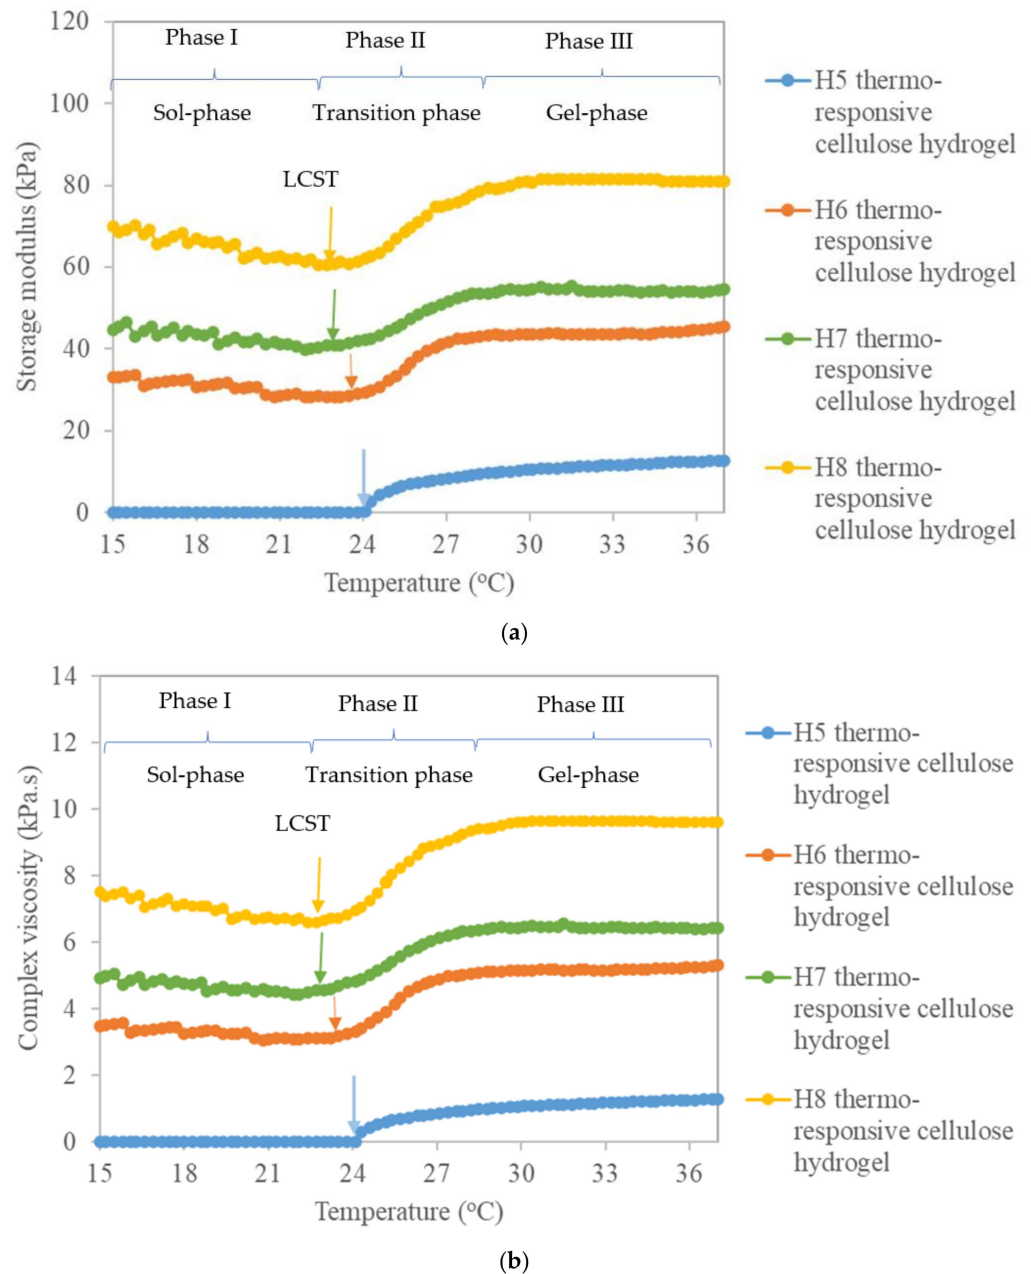 120
100
80
60
40
20
0
Storage modulus (kPa)
Phase I
Phase II
Phase III
Sol-phase
Transition phase
Gel-phase
LCST
15
18
21
24
27
30
33
36
Temperature (°C)
H5 thermo-
responsive
cellulose hydrogel
H6 thermo-
responsive
cellulose hydrogel
H7 thermo-
responsive
cellulose hydrogel
H8 thermo-
responsive
cellulose hydrogel
(a)
14
12
10
8
6
4
2
0
Complex viscosity (kPa.s)
Phase I
Phase II
Phase III
Sol-phase
Transition phase
Gel-phase
LCST
15
18
21
24
27
30
33
36
Temperature (°C)
H5 thermo-
responsive cellulose
hydrogel
H6 thermo-
responsive cellulose
hydrogel
H7 thermo-
responsive cellulose
hydrogel
H8 thermo-
responsive cellulose
hydrogel
(b)